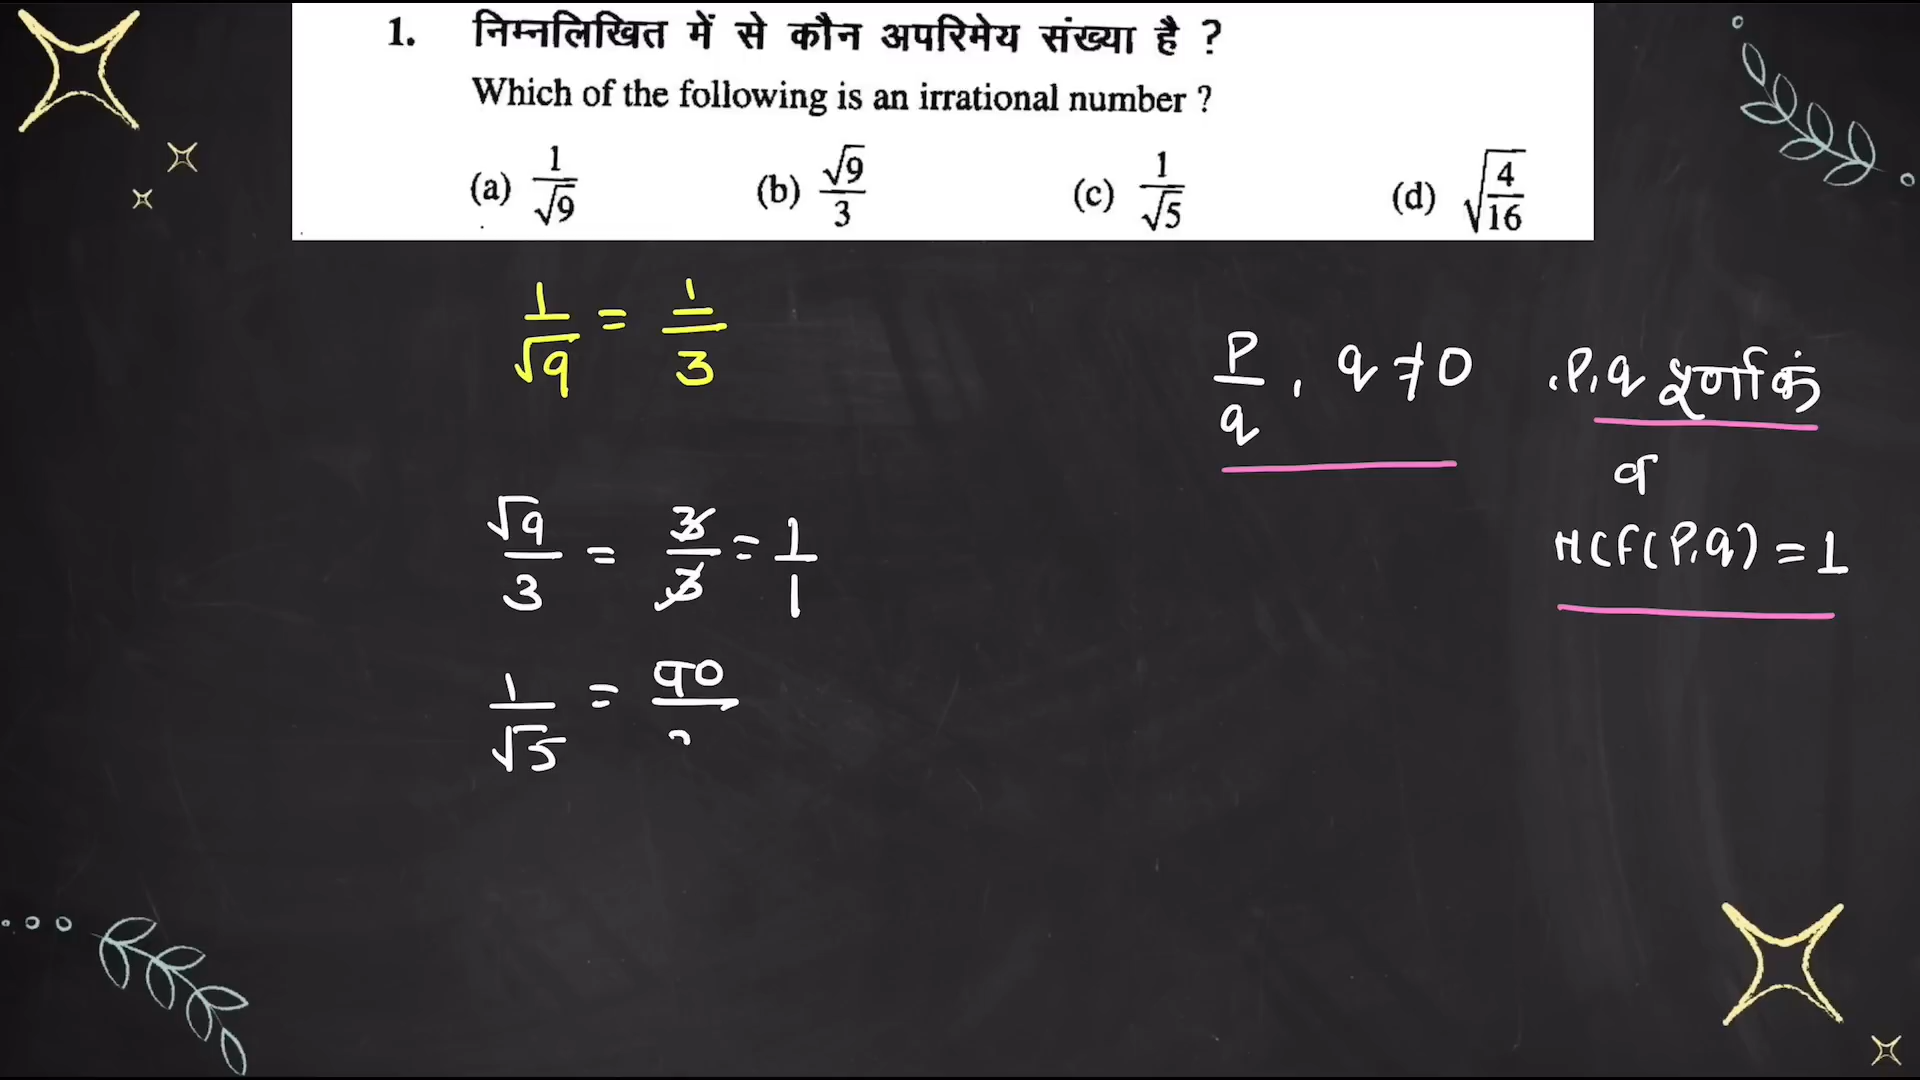 1. निम्नलिखित में से कौन अपरिमेय संख्या है ?
Which of the following is an irrational number ?
(a) 1/√9 (b) √9/3 (c) 1/√5 (d) √(4/16)
1/√9 = 1/3
P/q , q ≠ 0 . P,q पूर्णांक
व
HCF(P,q) = 1
√9/3 = 3/3 = 1/1
1/√5 =